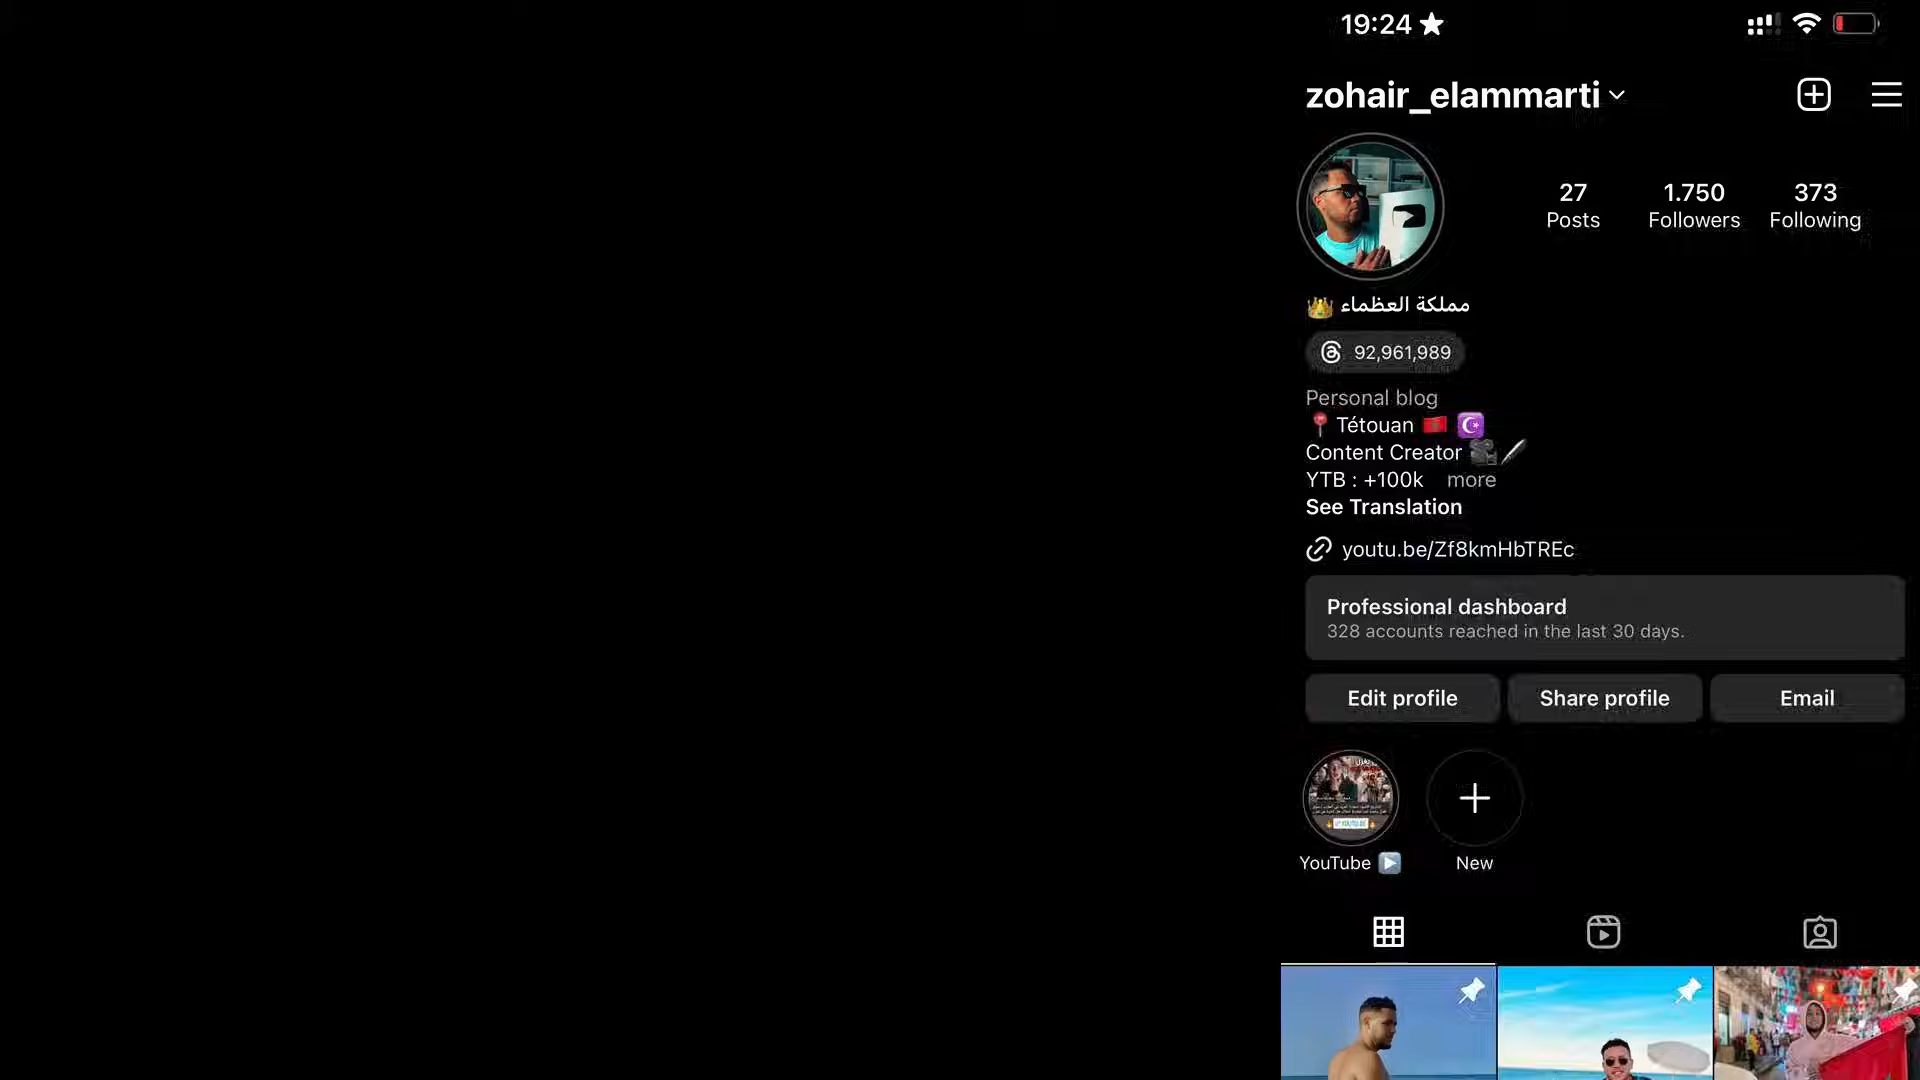 19:24
zohair_elammarti
27 1.750 373
Posts Followers Following
مملكة العظماء
92,961,989
Personal blog
Tétouan
Content Creator
YTB : +100k more
See Translation
youtu.be/Zf8kmHbTREc
Professional dashboard
328 accounts reached in the last 30 days.
Edit profile Share profile Email
YouTube New